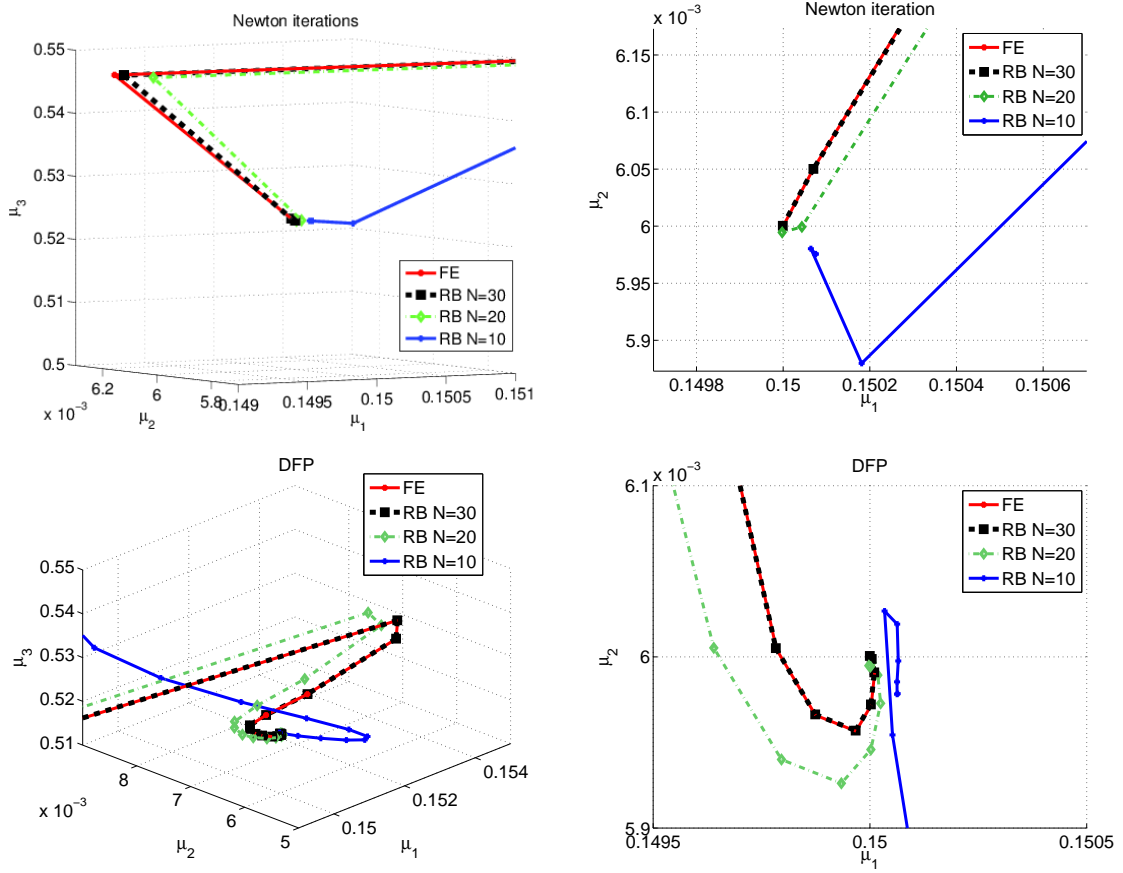 Newton iterations
0.55
0.54
0.53
0.52
0.51
0.5
μ3
6.2
6
5.8
x 10-3
μ2
0.149
0.1495
0.15
0.1505
0.151
μ1
FE
RB N=30
RB N=20
RB N=10
Newton iteration
x 10-3
6.15
6.1
6.05
6
5.95
5.9
μ2
0.1498
0.15
0.1502
0.1504
0.1506
μ1
FE
RB N=30
RB N=20
RB N=10
DFP
0.55
0.54
0.53
0.52
0.51
μ3
8
7
6
5
x 10-3
μ2
0.15
0.152
0.154
μ1
FE
RB N=30
RB N=20
RB N=10
DFP
x 10-3
6.1
6
5.9
μ2
0.1495
0.15
0.1505
μ1
FE
RB N=30
RB N=20
RB N=10